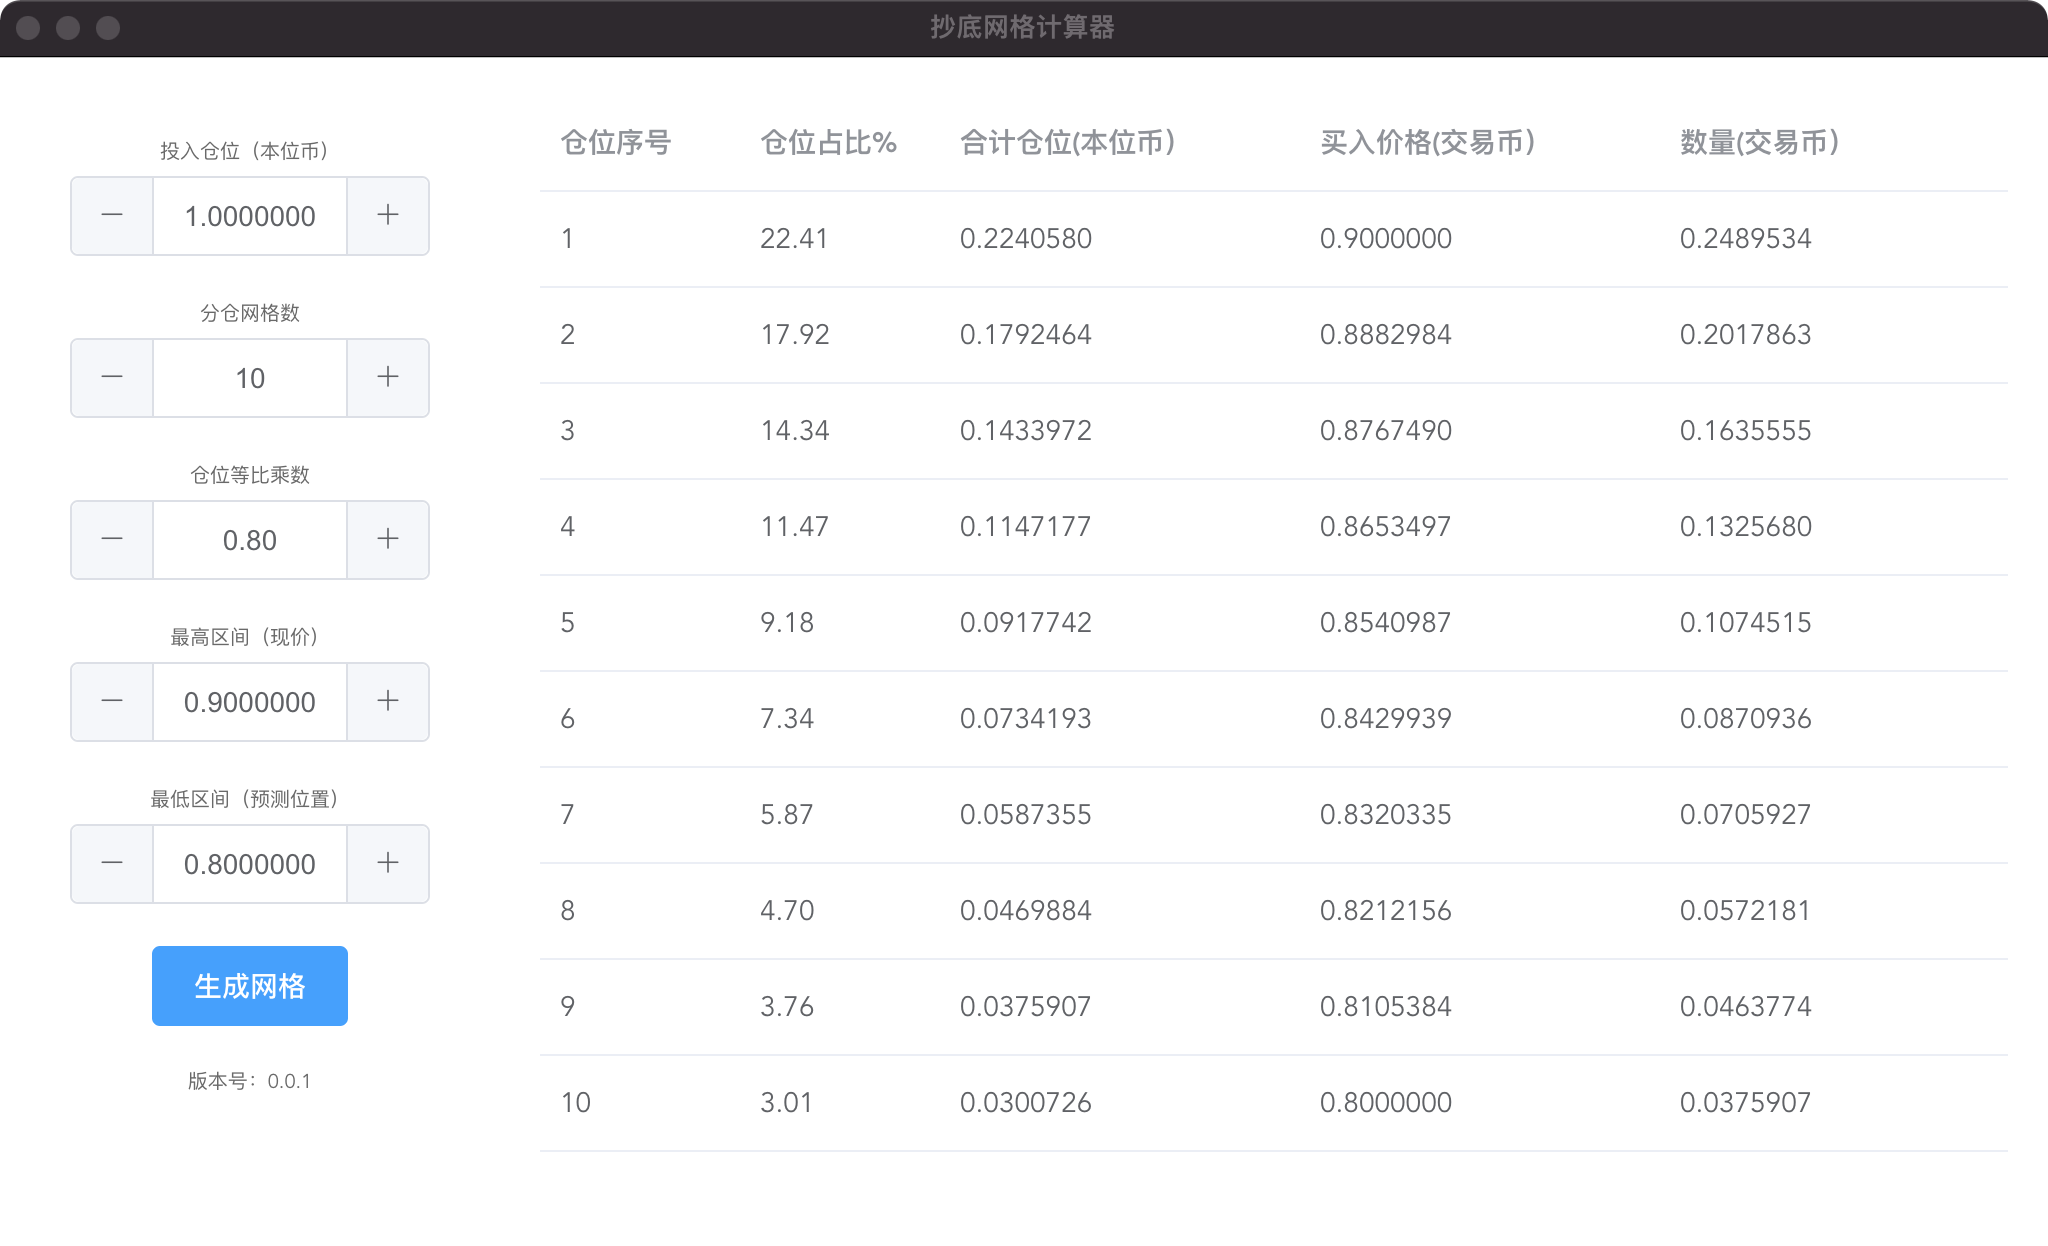 抄底网格计算器
投入仓位（本位币）
1.0000000
分仓网格数
10
仓位等比乘数
0.80
最高区间（现价）
0.9000000
最低区间（预测位置）
0.8000000
生成网格
版本号：0.0.1
仓位序号 仓位占比% 合计仓位(本位币) 买入价格(交易币) 数量(交易币)
1 22.41 0.2240580 0.9000000 0.2489534
2 17.92 0.1792464 0.8882984 0.2017863
3 14.34 0.1433972 0.8767490 0.1635555
4 11.47 0.1147177 0.8653497 0.1325680
5 9.18 0.0917742 0.8540987 0.1074515
6 7.34 0.0734193 0.8429939 0.0870936
7 5.87 0.0587355 0.8320335 0.0705927
8 4.70 0.0469884 0.8212156 0.0572181
9 3.76 0.0375907 0.8105384 0.0463774
10 3.01 0.0300726 0.8000000 0.0375907